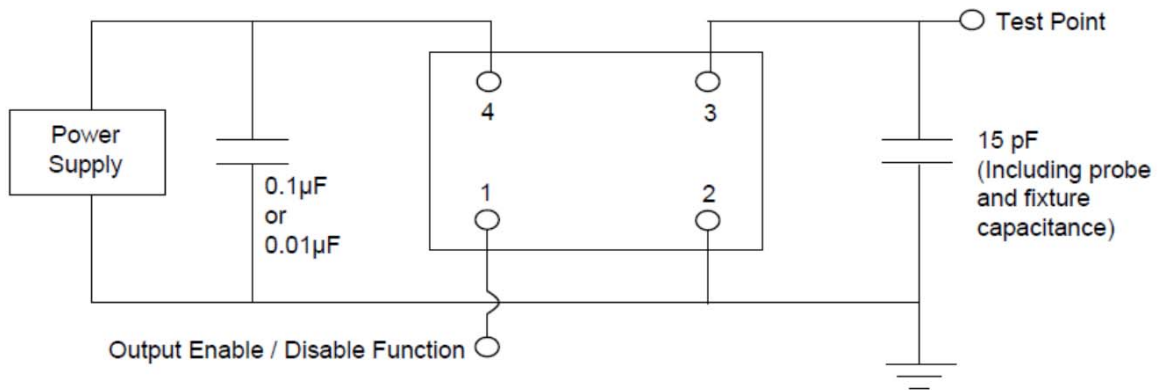 Test Point
Power
Supply
4
3
0.1µF
or
0.01µF
1
2
15 pF
(Including probe
and fixture
capacitance)
Output Enable / Disable Function